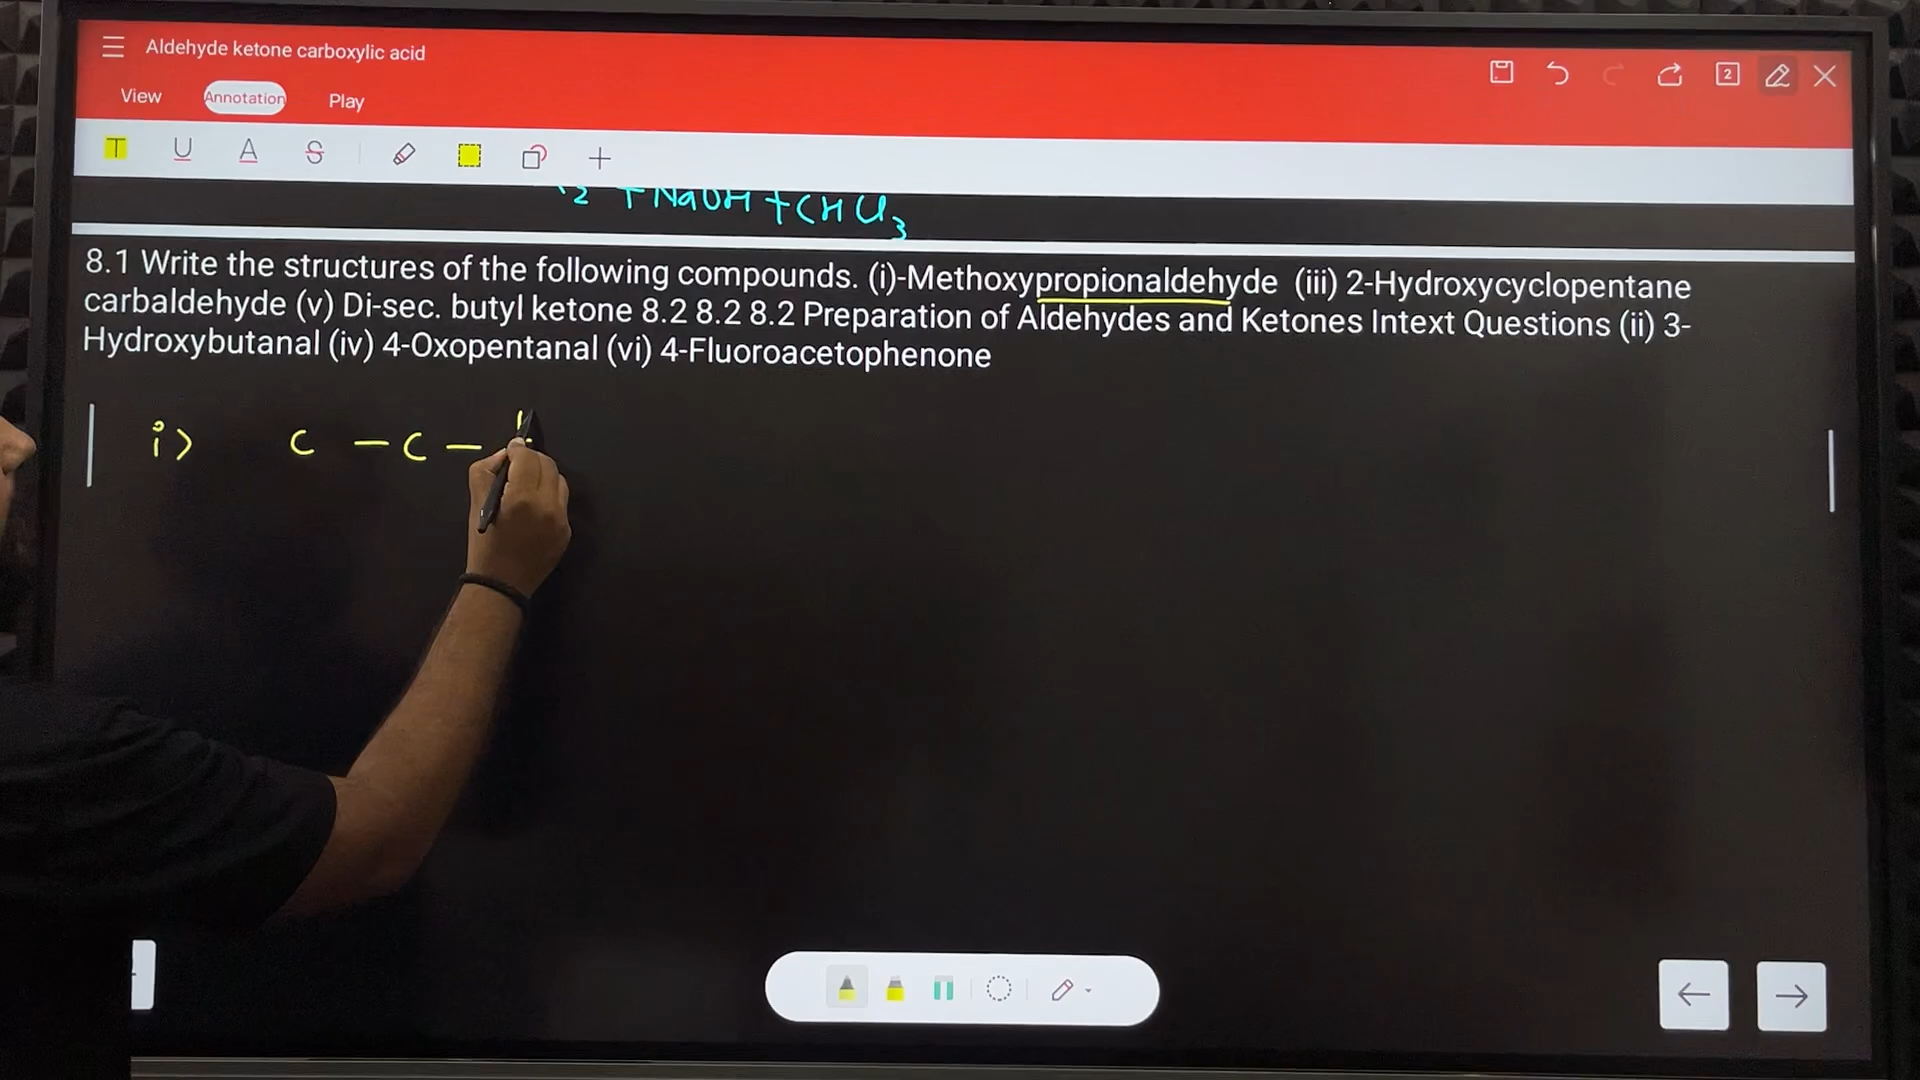 Aldehyde ketone carboxylic acid
2
View Annotation Play
T U A S
2 + NaOH + CHCl3
8.1 Write the structures of the following compounds. (i)-Methoxypropionaldehyde (iii) 2-Hydroxycyclopentane
carbaldehyde (v) Di-sec. butyl ketone 8.2 8.2 8.2 Preparation of Aldehydes and Ketones Intext Questions (ii) 3-
Hydroxybutanal (iv) 4-Oxopentanal (vi) 4-Fluoroacetophenone
i> C - C -